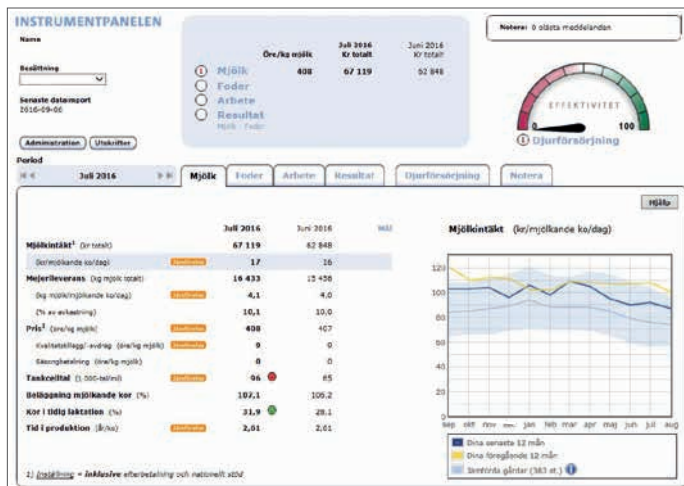 INSTRUMENTPANELEN
Name
Besättning
Senaste dataimport
2016-09-06
Administration Utskrifter
Öre/kg mjölk Juli 2016 Kr totalt Juni 2016 Kr totalt
Mjölk 408 67 119 62 848
Foder
Arbete
Resultat
Mjölk - Foder
Notera: 0 olästa meddelanden
EFFEKTIVITET
0 100
Djurförsörjning
Period
Juli 2016
Mjölk Foder Arbete Resultat Djurförsörjning Notera
Hjälp
Juli 2016 Juni 2016 Mål
Mjölkintäkt¹ (kr totalt) 67 119 62 848
(kr/mjölkande ko/dag) 17 16
Mejerileverans (kg mjölk totalt) 16 433 15 456
(kg mjölk/mjölkande ko/dag) 4,1 4,0
(% av avkastning) 10,1 10,0
Pris¹ (öre/kg mjölk) 408 407
Kvalitetstillägg/-avdrag (öre/kg mjölk) 0 0
Säsongbetalning (öre/kg mjölk) 0 0
Tankcelltal (1 000-tal/ml) 96 65
Beläggning mjölkande kor (%) 107,1 105,2
Kor i tidig laktation (%) 31,9 28,1
Tid i produktion (år/ko) 2,61 2,61
1) Inställning = inklusive efterbetalning och nationellt stöd
Mjölkintäkt (kr/mjölkande ko/dag)
120
100
80
60
40
20
0
sep okt nov jan feb mar apr maj jun jul aug
Dina senaste 12 mån
Dina föregående 12 mån
Jämförda gårdar (383 st.)